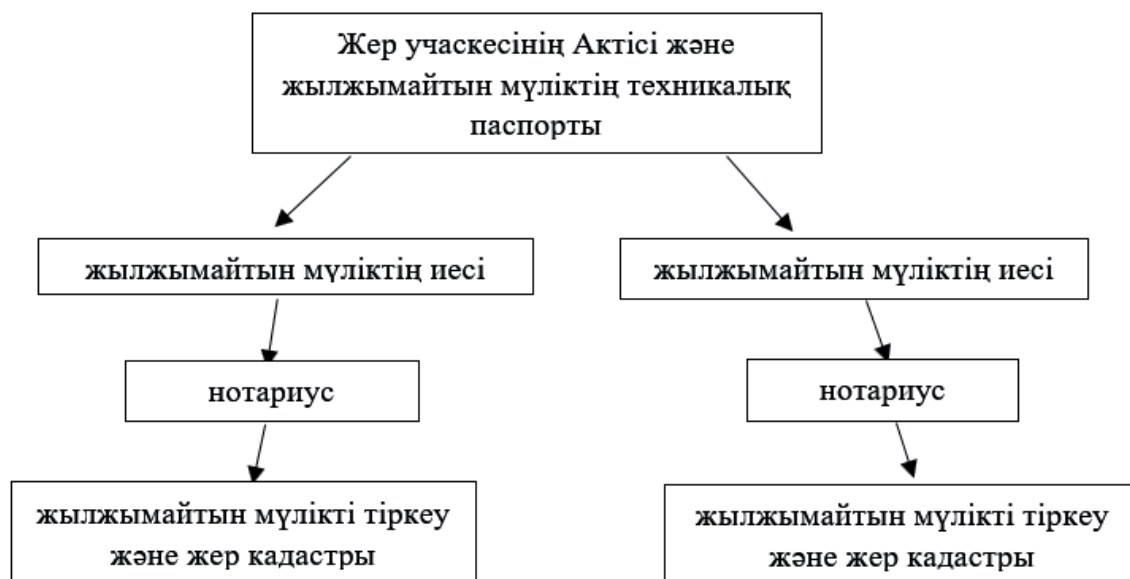 Жер учаскесінің Актісі және
жылжымайтын мүліктің техникалық
паспорты
жылжымайтын мүліктің иесі
жылжымайтын мүліктің иесі
нотариус
нотариус
жылжымайтын мүлікті тіркеу
және жер кадастры
жылжымайтын мүлікті тіркеу
және жер кадастры